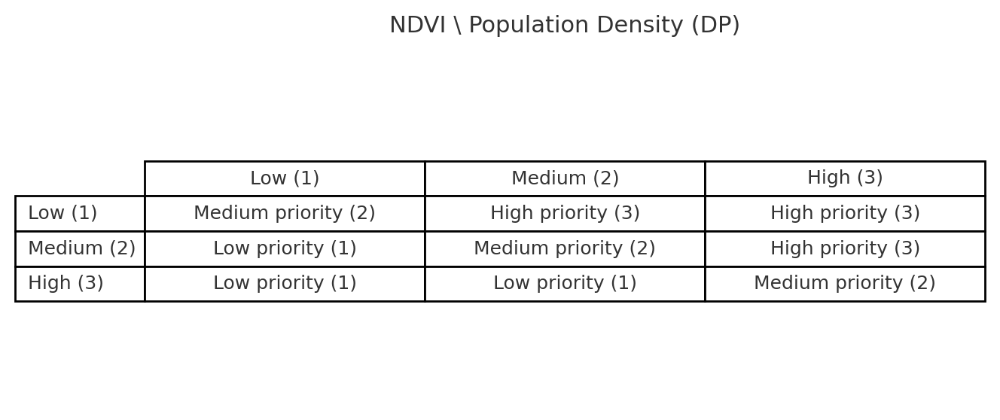 NDVI \ Population Density (DP)
Low (1) Medium (2) High (3)
Low (1) Medium priority (2) High priority (3) High priority (3)
Medium (2) Low priority (1) Medium priority (2) High priority (3)
High (3) Low priority (1) Low priority (1) Medium priority (2)